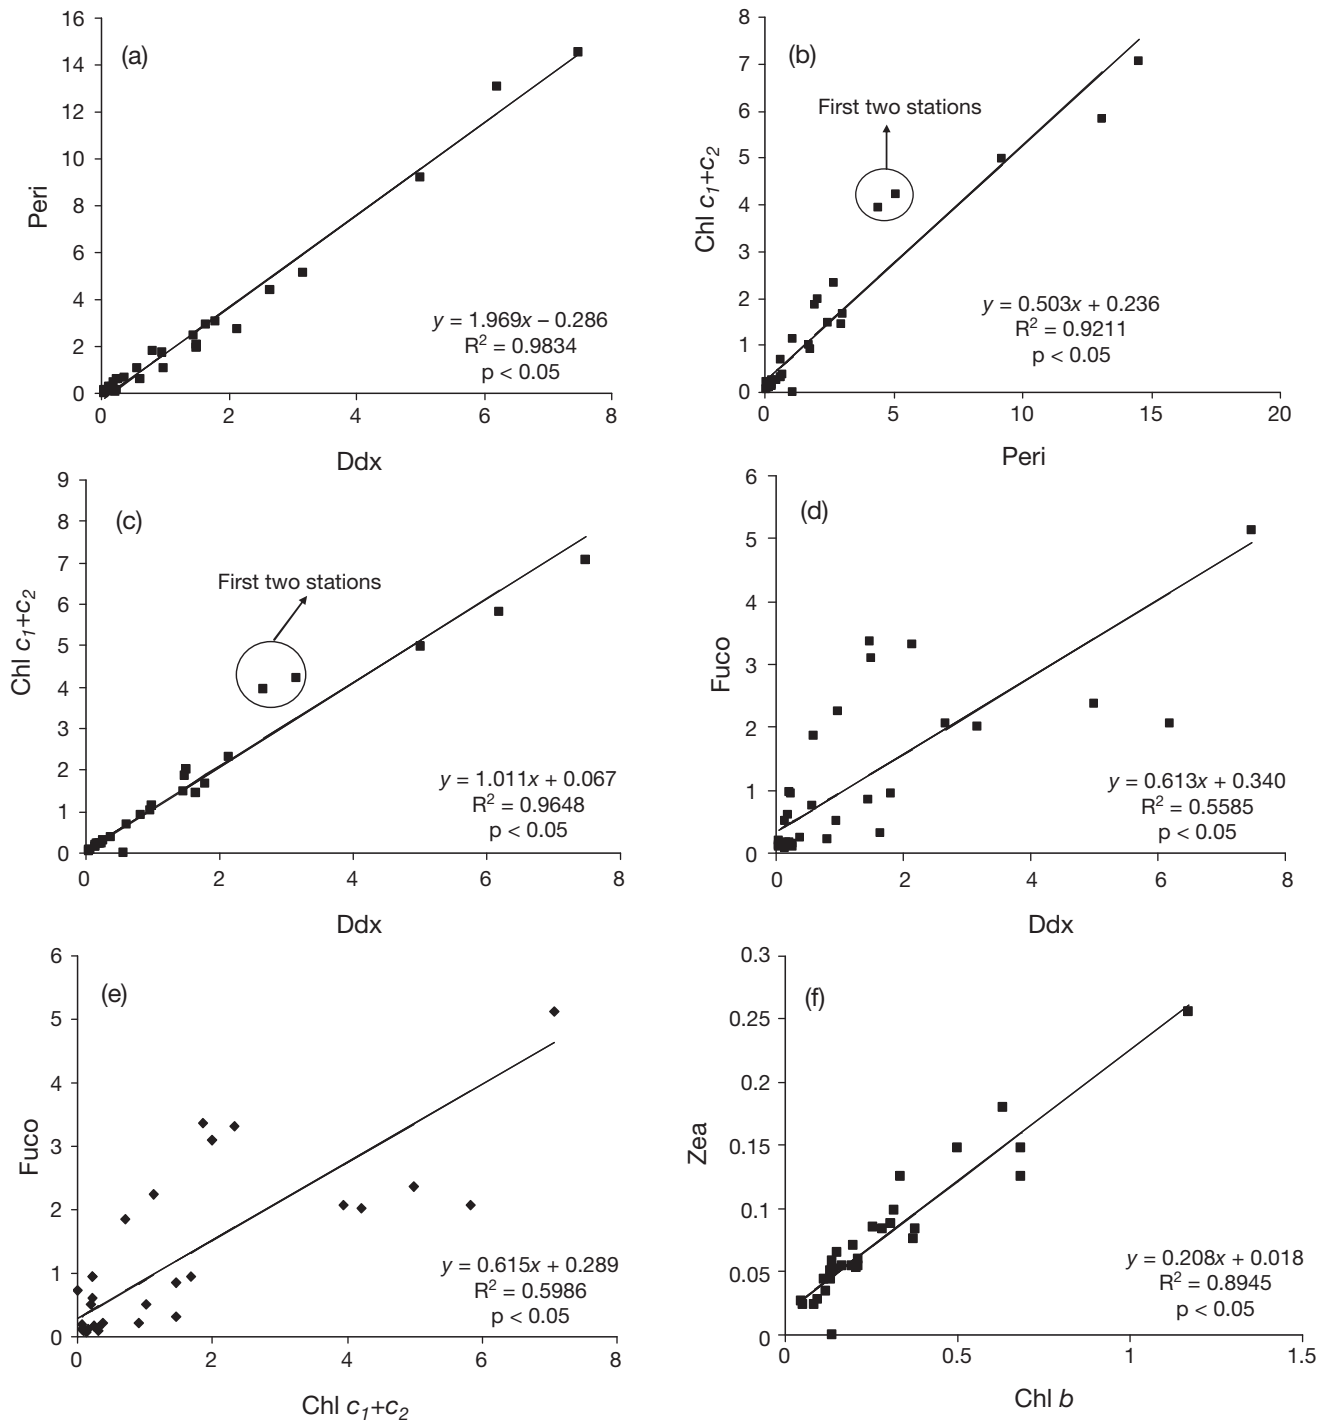 (a)
16
14
12
10
8
6
4
2
0
Peri
y = 1.969x – 0.286
R² = 0.9834
p < 0.05
0 2 4 6 8
Ddx
(b)
8
7
6
5
4
3
2
1
0
Chl c₁+c₂
First two stations
y = 0.503x + 0.236
R² = 0.9211
p < 0.05
0 5 10 15 20
Peri
(c)
9
8
7
6
5
4
3
2
1
0
Chl c₁+c₂
First two stations
y = 1.011x + 0.067
R² = 0.9648
p < 0.05
0 2 4 6 8
Ddx
(d)
6
5
4
3
2
1
0
Fuco
y = 0.613x + 0.340
R² = 0.5585
p < 0.05
0 2 4 6 8
Ddx
(e)
6
5
4
3
2
1
0
Fuco
y = 0.615x + 0.289
R² = 0.5986
p < 0.05
0 2 4 6 8
Chl c₁+c₂
(f)
0.3
0.25
0.2
0.15
0.1
0.05
0
Zea
y = 0.208x + 0.018
R² = 0.8945
p < 0.05
0 0.5 1 1.5
Chl b